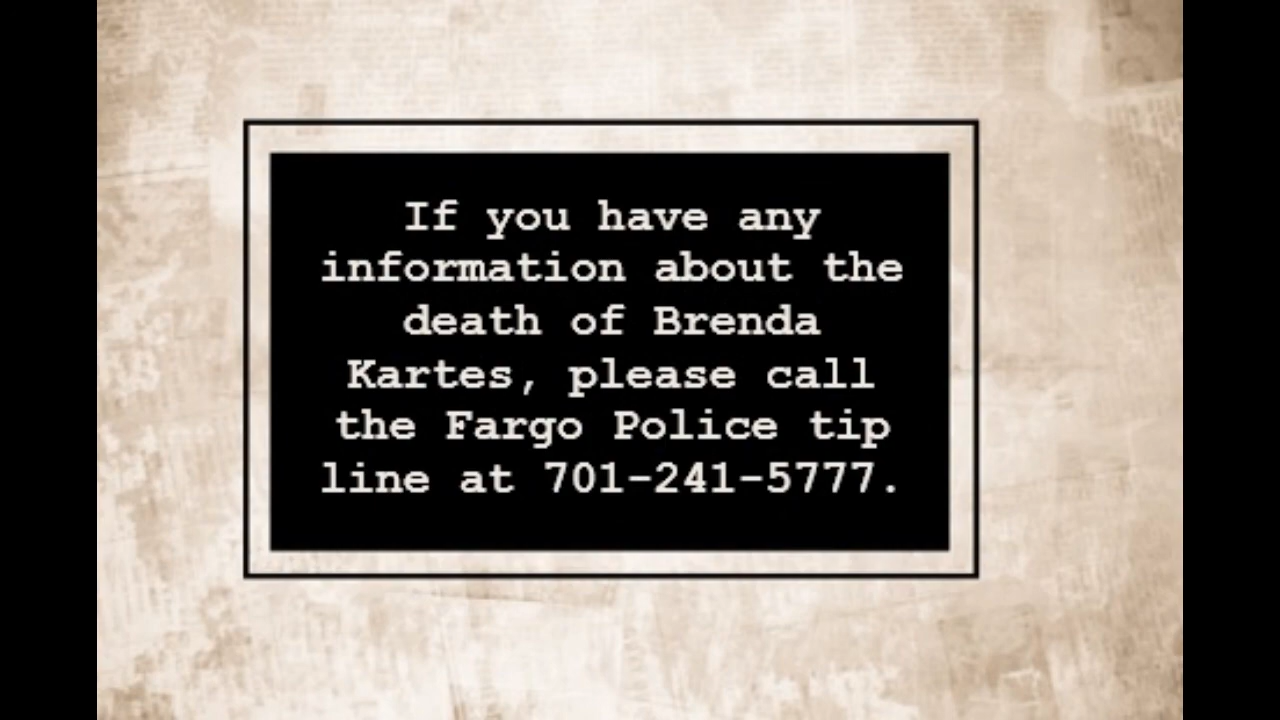 If you have any
information about the
death of Brenda
Kartes, please call
the Fargo Police tip
line at 701-241-5777.